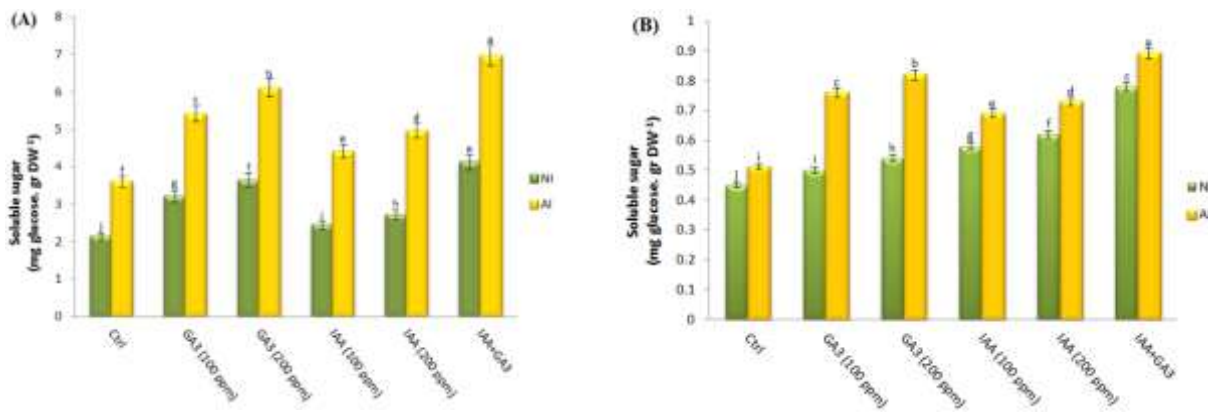 (A)
Soluble sugar
(mg glucose. gr DW⁻¹)
8
7
6
5
4
3
2
1
0
a
b
e
d
e
e
f
g
h
NI
AI
Ctrl
GA3 (100 ppm)
GA3 (200 ppm)
IAA (100 ppm)
IAA (200 ppm)
IAA+GA3
(B)
Soluble sugar
(mg glucose. gr DW⁻¹)
1
0.9
0.8
0.7
0.6
0.5
0.4
0.3
0.2
0.1
0
a
b
c
c
d
e
f
g
h
i
i
j
N
A
Ctrl
GA3 (100 ppm)
GA3 (200 ppm)
IAA (100 ppm)
IAA (200 ppm)
IAA+GA3